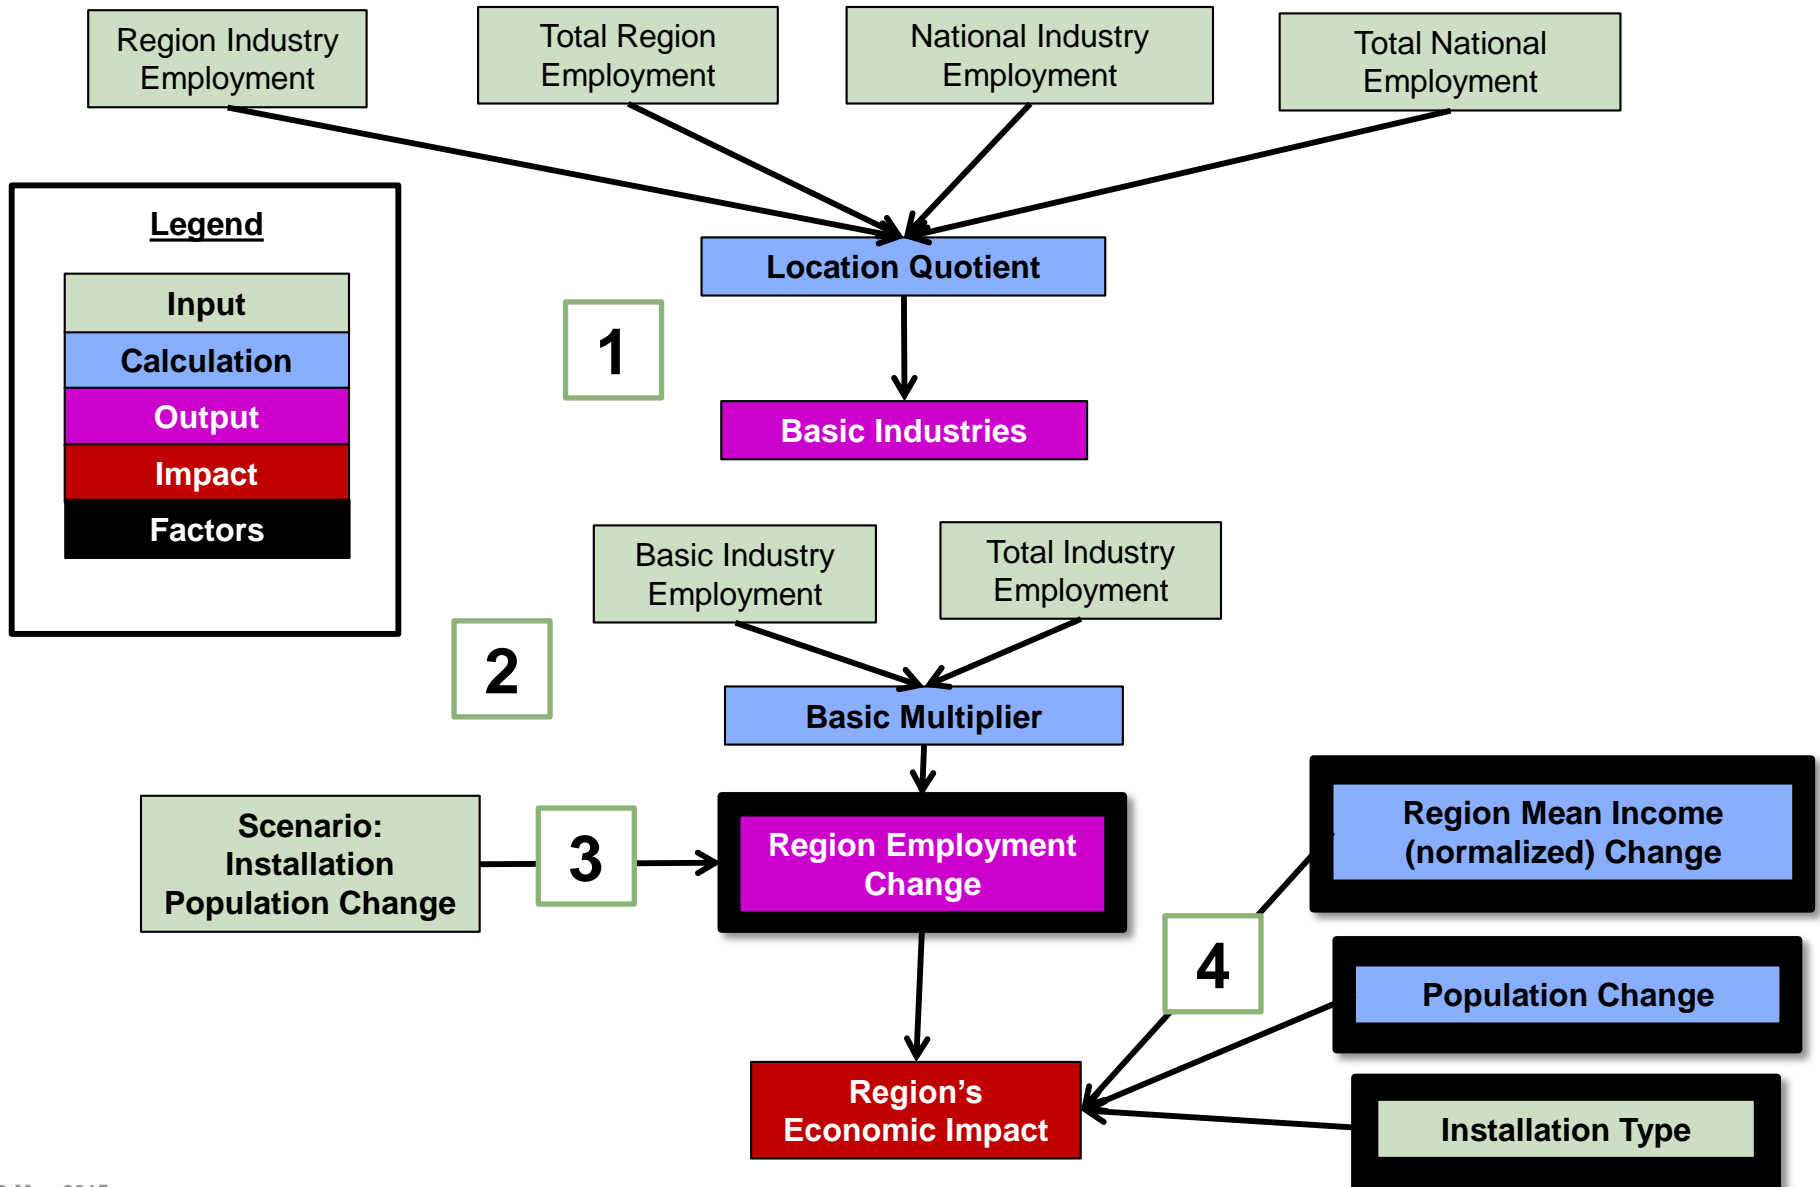 Region Industry
Employment
Total Region
Employment
National Industry
Employment
Total National
Employment
Legend
Input
Calculation
Output
Impact
Factors
Location Quotient
1
Basic Industries
Basic Industry
Employment
Total Industry
Employment
2
Basic Multiplier
Scenario:
Installation
Population Change
3
Region Employment
Change
Region Mean Income
(normalized) Change
4
Population Change
Region's
Economic Impact
Installation Type